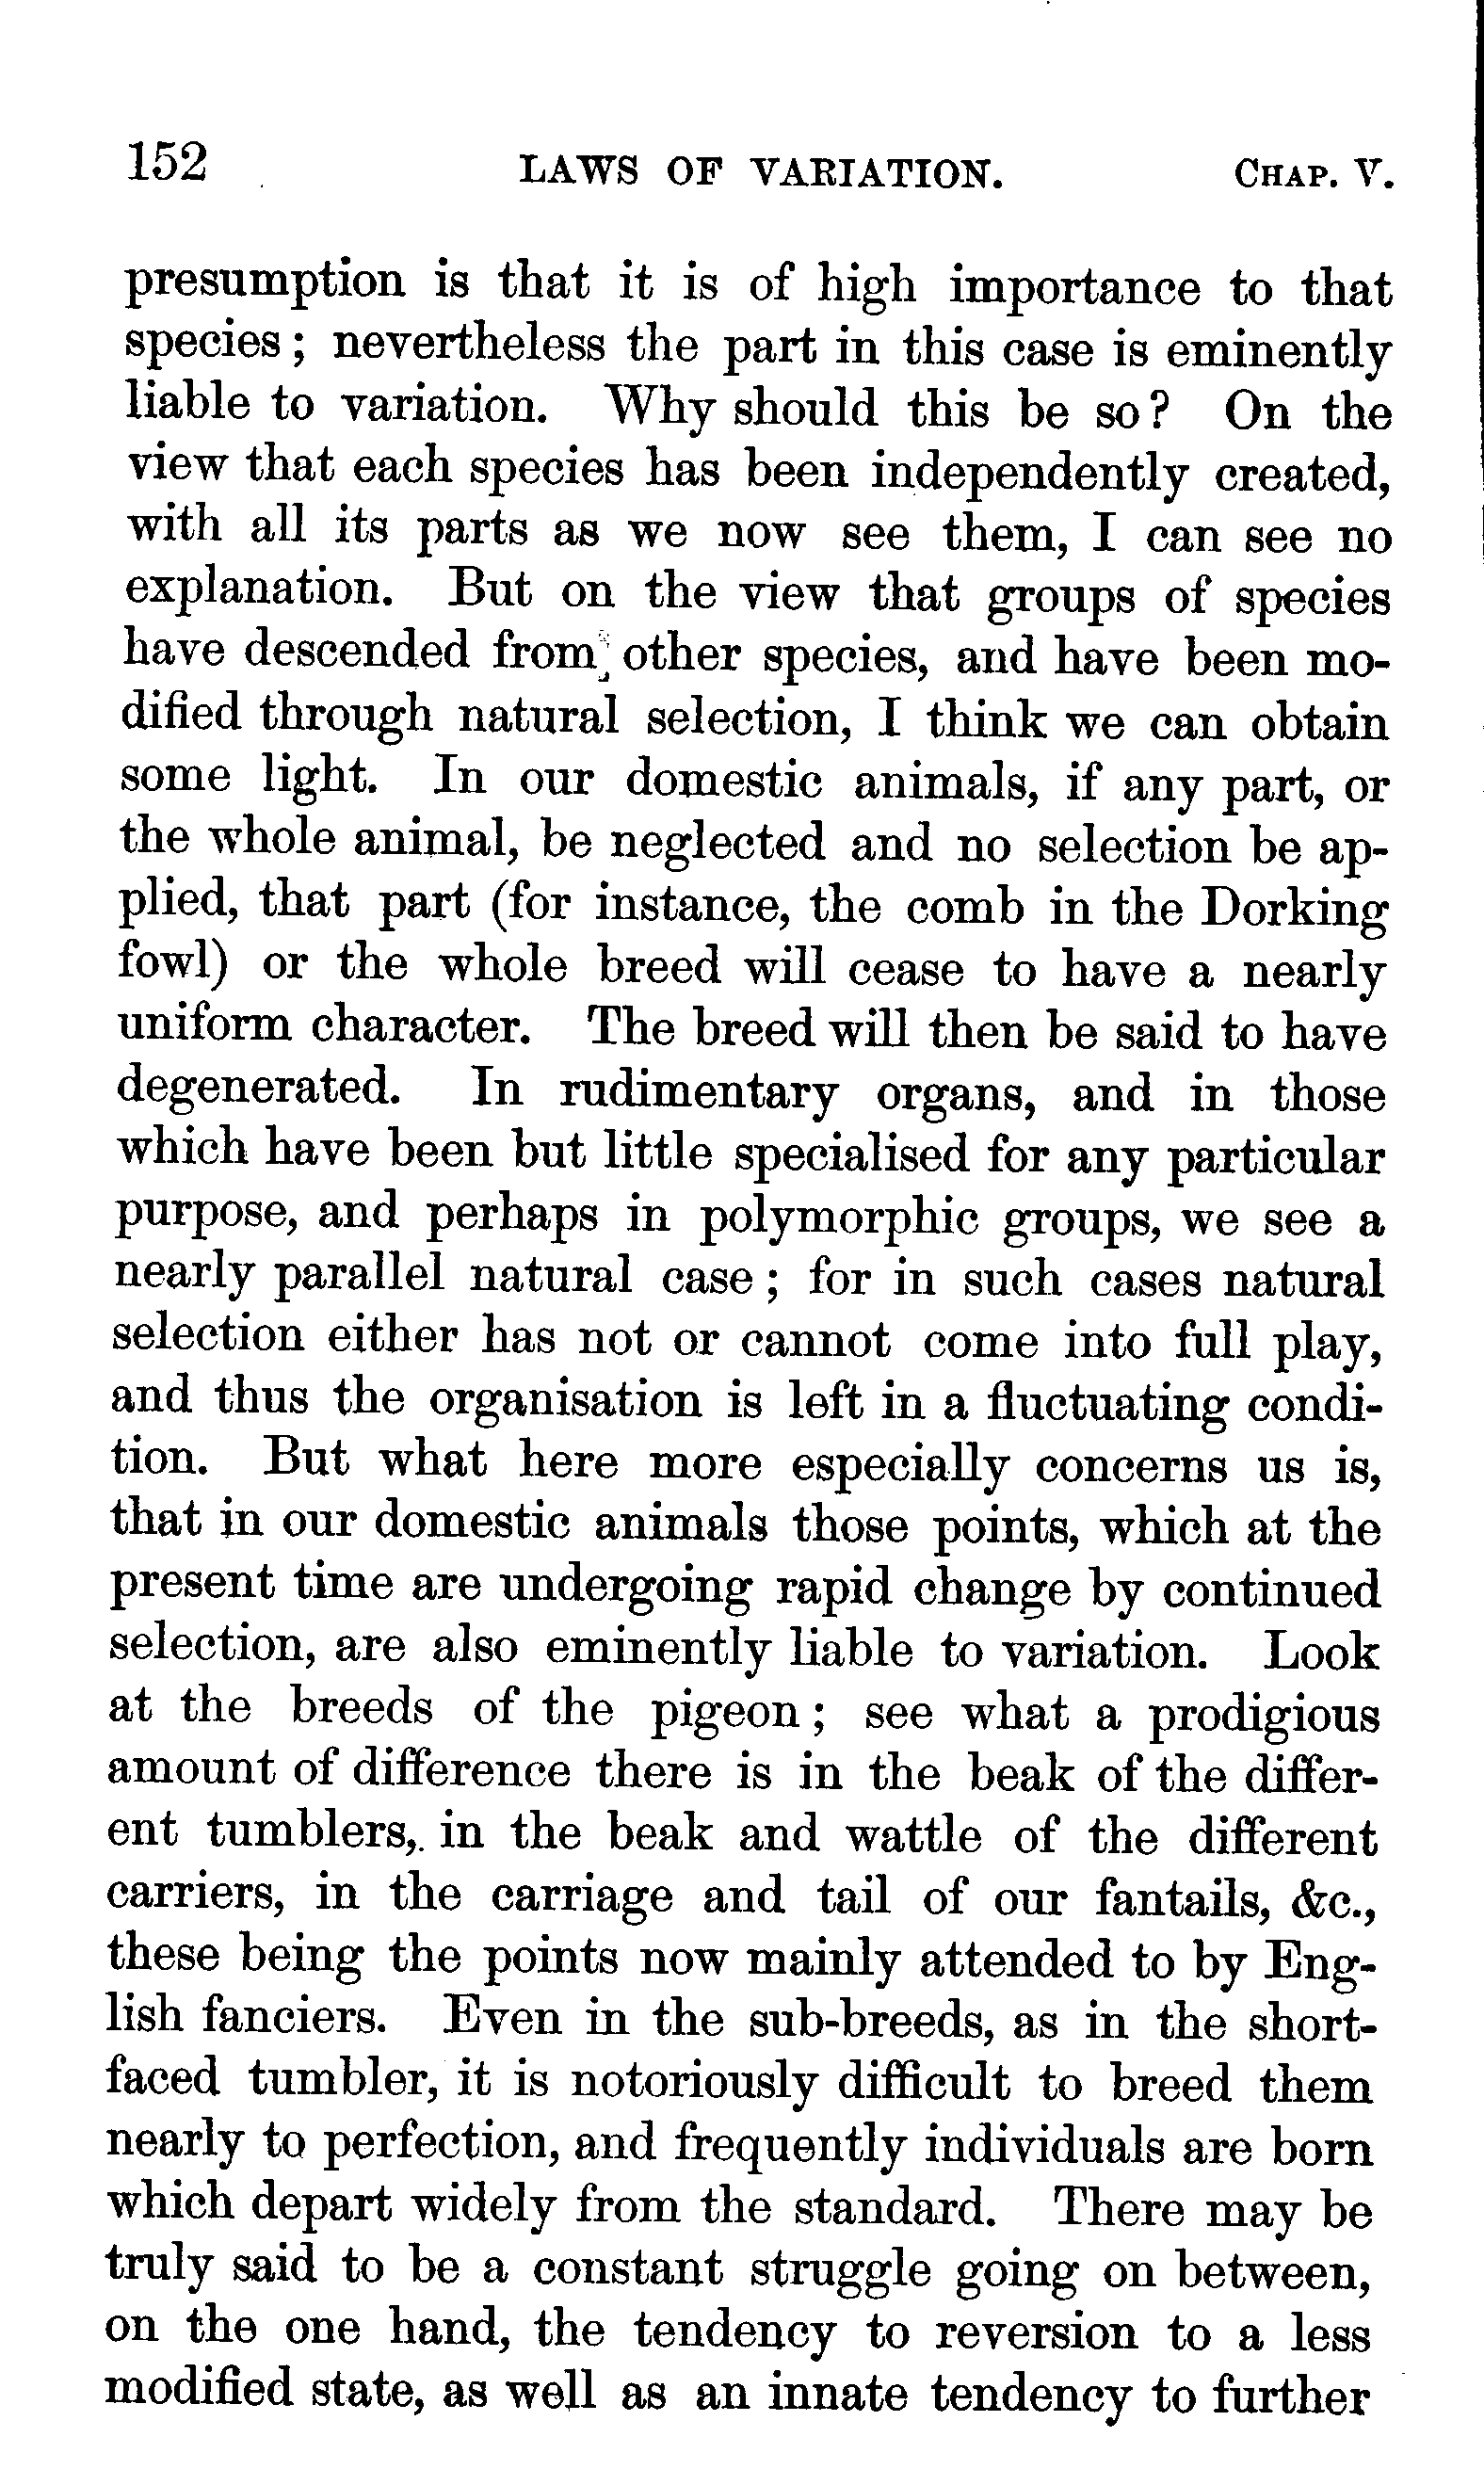 152 LAWS OF VARIATION. CHAP. V.
presumption is that it is of high importance to that
species; nevertheless the part in this case is eminently
liable to variation. Why should this be so? On the
view that each species has been independently created,
with all its parts as we now see them, I can see no
explanation. But on the view that groups of species
have descended from other species, and have been mo-
dified through natural selection, I think we can obtain
some light. In our domestic animals, if any part, or
the whole animal, be neglected and no selection be ap-
plied, that part (for instance, the comb in the Dorking
fowl) or the whole breed will cease to have a nearly
uniform character. The breed will then be said to have
degenerated. In rudimentary organs, and in those
which have been but little specialised for any particular
purpose, and perhaps in polymorphic groups, we see a
nearly parallel natural case; for in such cases natural
selection either has not or cannot come into full play,
and thus the organisation is left in a fluctuating condi-
tion. But what here more especially concerns us is,
that in our domestic animals those points, which at the
present time are undergoing rapid change by continued
selection, are also eminently liable to variation. Look
at the breeds of the pigeon; see what a prodigious
amount of difference there is in the beak of the differ-
ent tumblers, in the beak and wattle of the different
carriers, in the carriage and tail of our fantails, &c.,
these being the points now mainly attended to by Eng-
lish fanciers. Even in the sub-breeds, as in the short-
faced tumbler, it is notoriously difficult to breed them
nearly to perfection, and frequently individuals are born
which depart widely from the standard. There may be
truly said to be a constant struggle going on between,
on the one hand, the tendency to reversion to a less
modified state, as well as an innate tendency to further